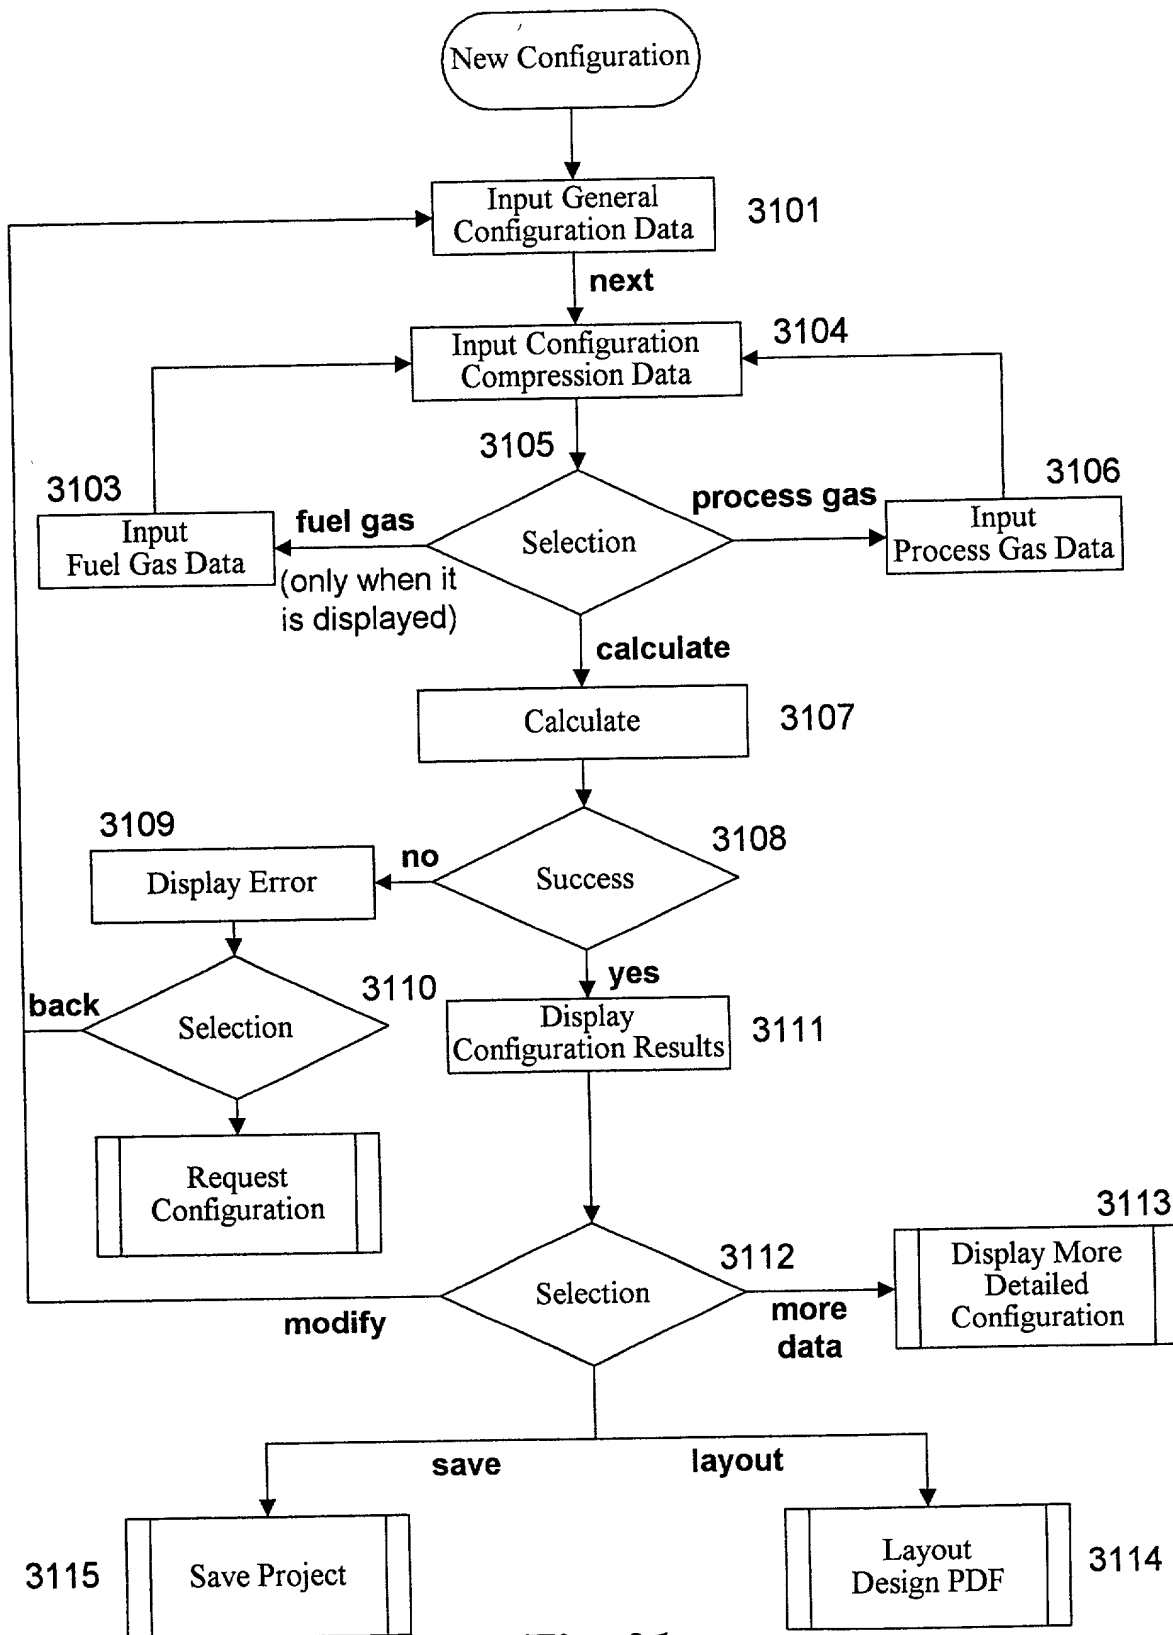 New Configuration
Input General
Configuration Data
3101
next
Input Configuration
Compression Data
3104
3105
3103
3106
Input
Fuel Gas Data
fuel gas
(only when it
is displayed)
Selection
process gas
Input
Process Gas Data
calculate
Calculate
3107
3109
3108
Display Error
no
Success
yes
back
Selection
3110
Display
Configuration Results
3111
Request
Configuration
3113
3112
Selection
modify
more
data
Display More
Detailed
Configuration
save
layout
3115
Save Project
Layout
Design PDF
3114